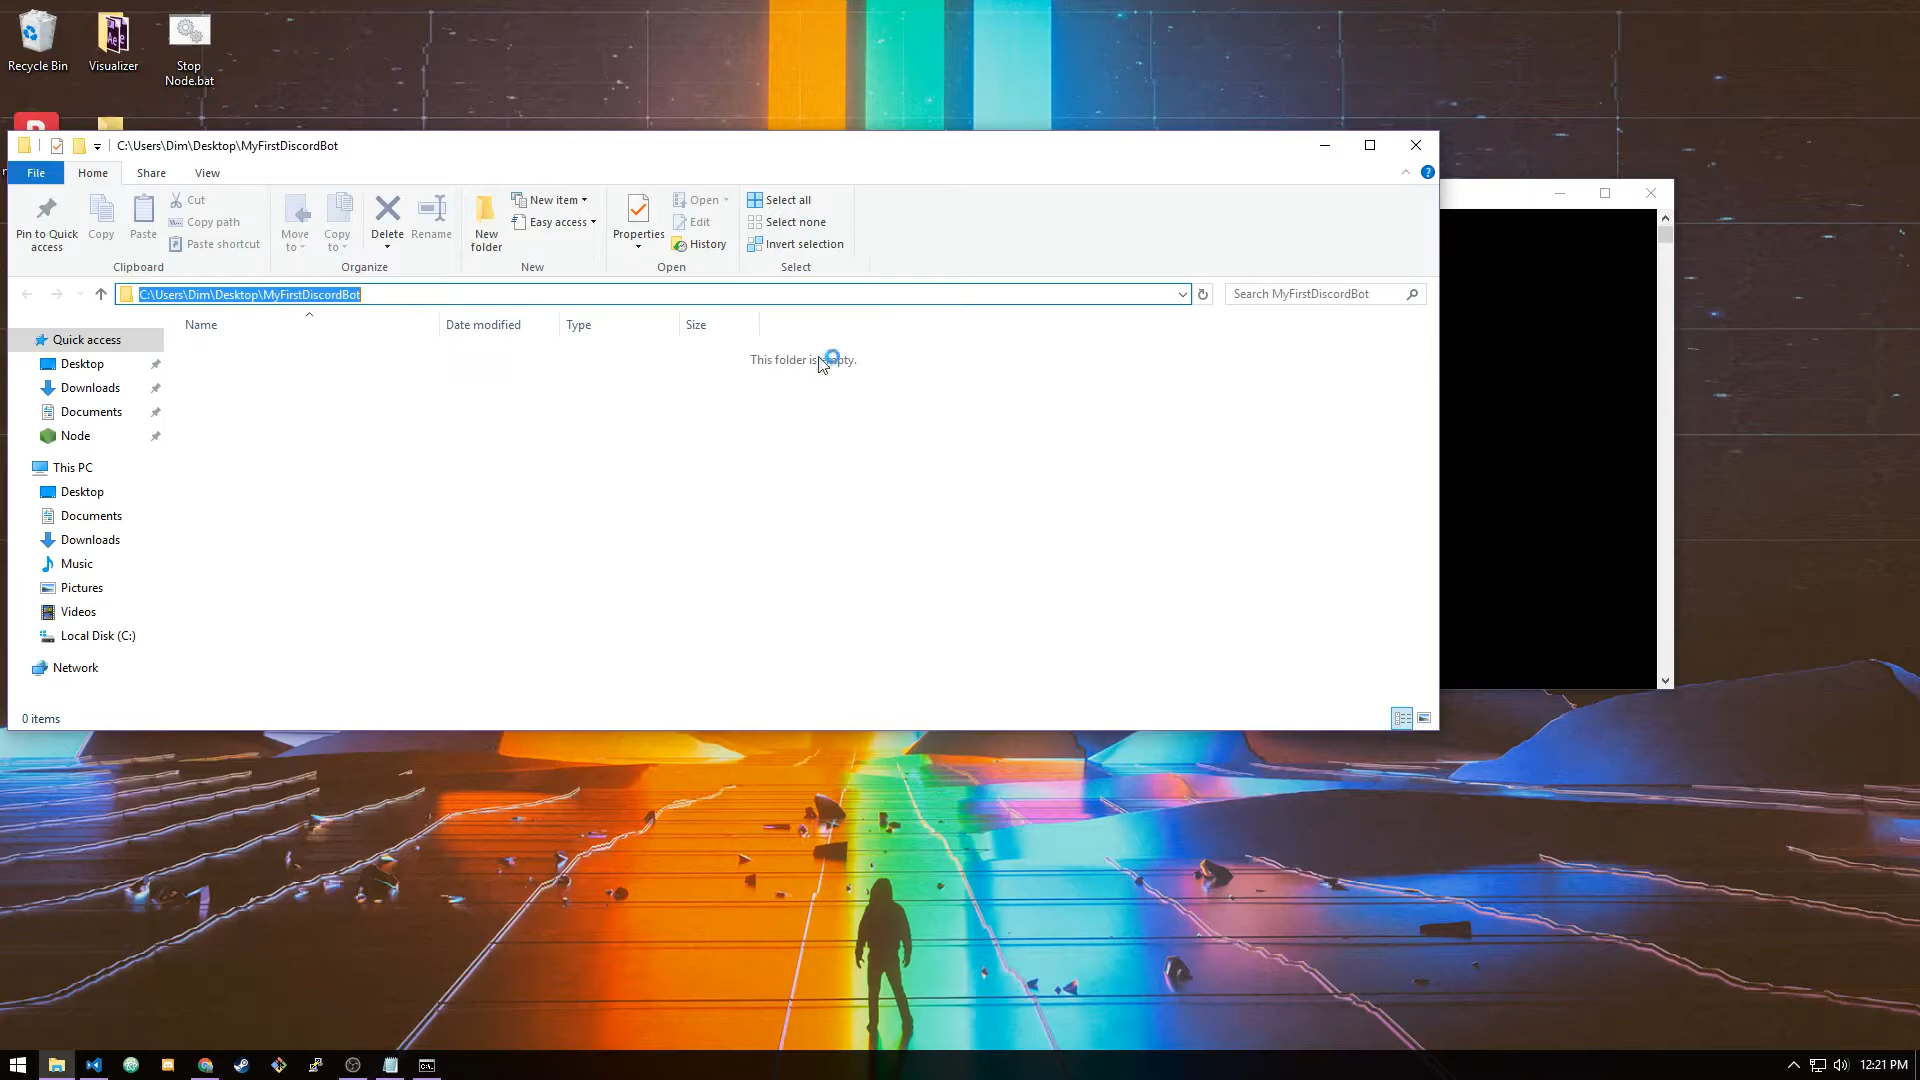 Recycle Bin
Visualizer
Stop
Node.bat
C:\Users\Dim\Desktop\MyFirstDiscordBot
File
Home
Share
View
Pin to Quick
access
Copy
Paste
Cut
Copy path
Paste shortcut
Clipboard
Move
to
Copy
to
Delete
Rename
Organize
New
folder
New item
Easy access
New
Properties
Open
Edit
History
Open
Select all
Select none
Invert selection
Select
C:\Users\Dim\Desktop\MyFirstDiscordBot
Search MyFirstDiscordBot
Name
Date modified
Type
Size
This folder is empty.
Quick access
Desktop
Downloads
Documents
Node
This PC
Desktop
Documents
Downloads
Music
Pictures
Videos
Local Disk (C:)
Network
0 items
12:21 PM